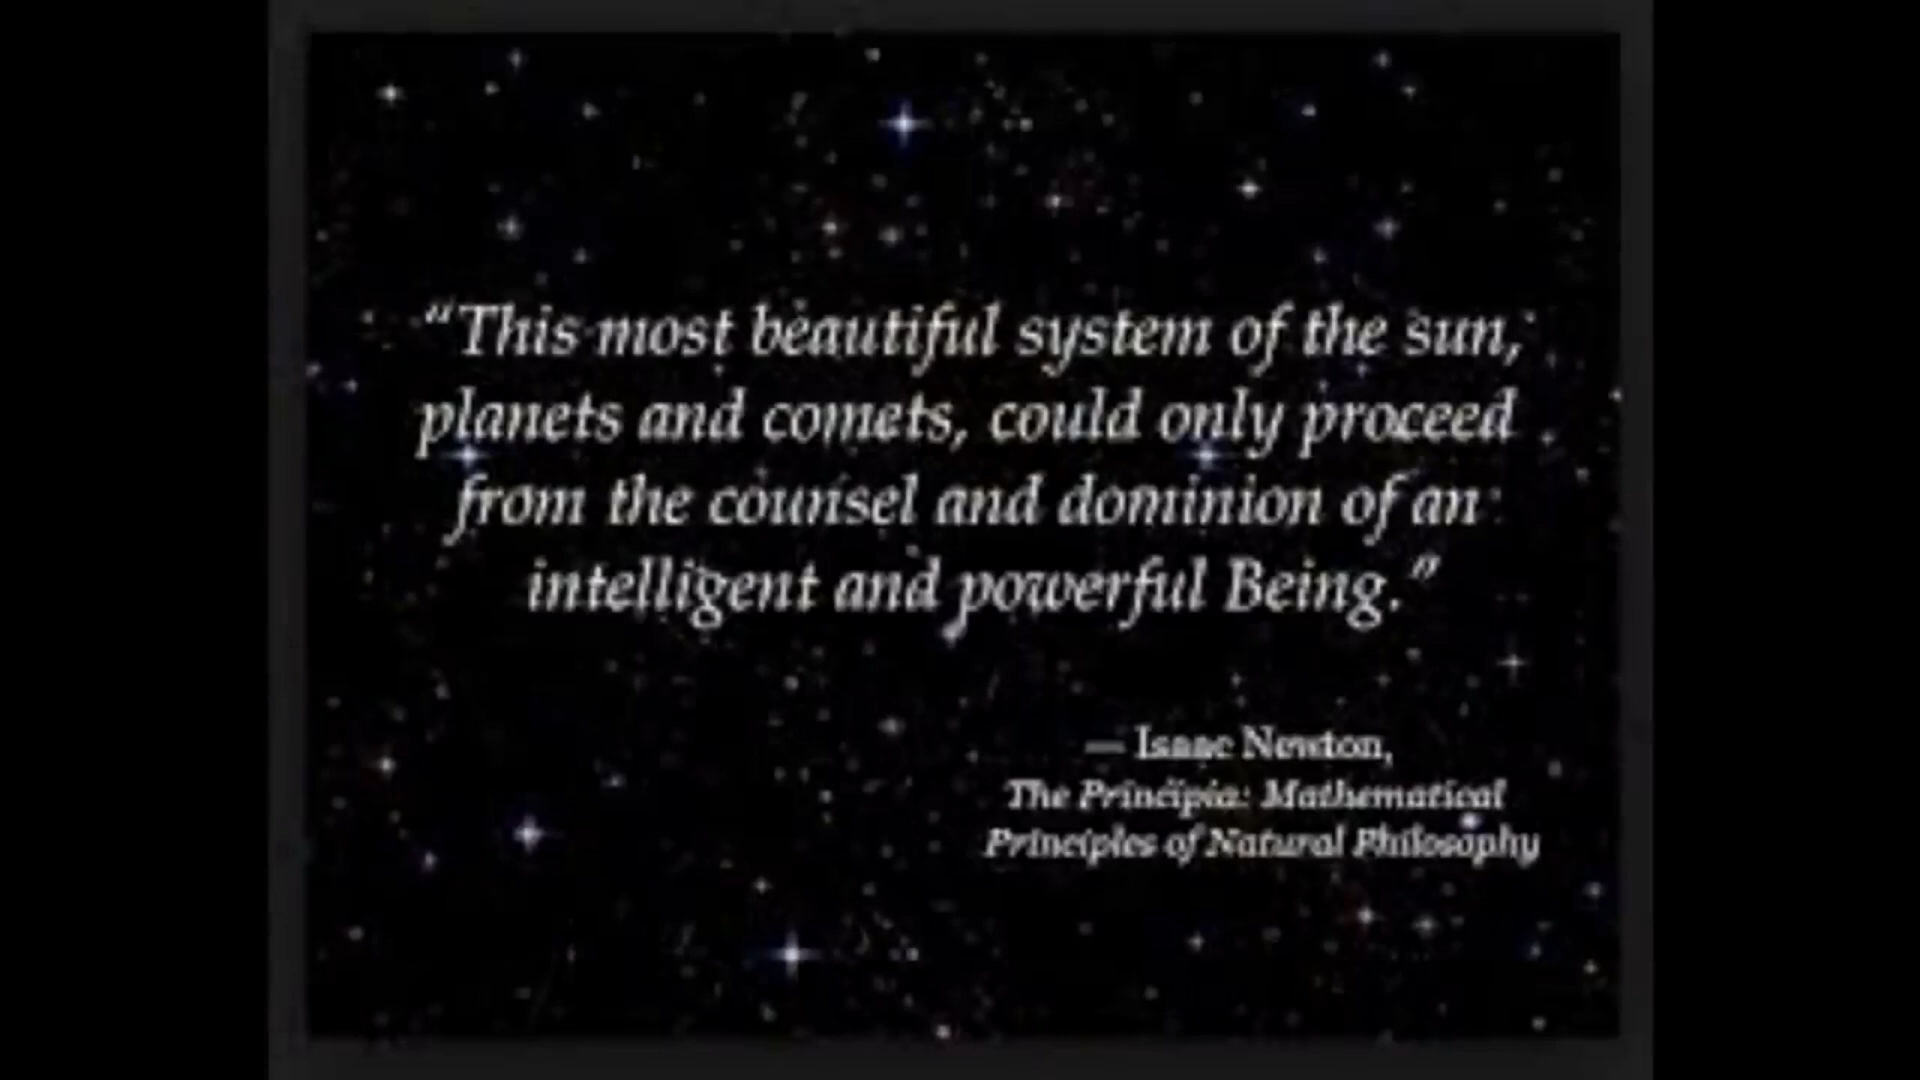 “This most beautiful system of the sun,
planets and comets, could only proceed
from the counsel and dominion of an
intelligent and powerful Being.”
— Isaac Newton,
The Principia: Mathematical
Principles of Natural Philosophy